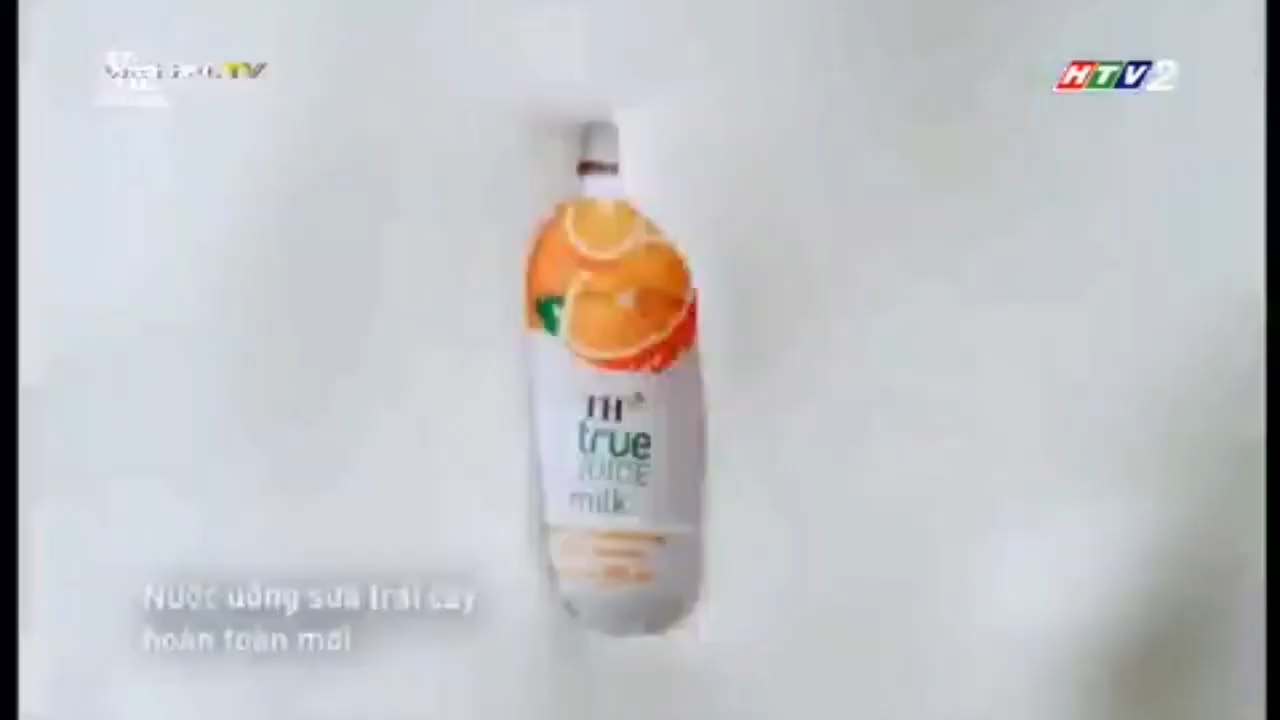 HTV2
TH
true
JUICE
milk
Nước uống sữa trái cây
hoàn toàn mới